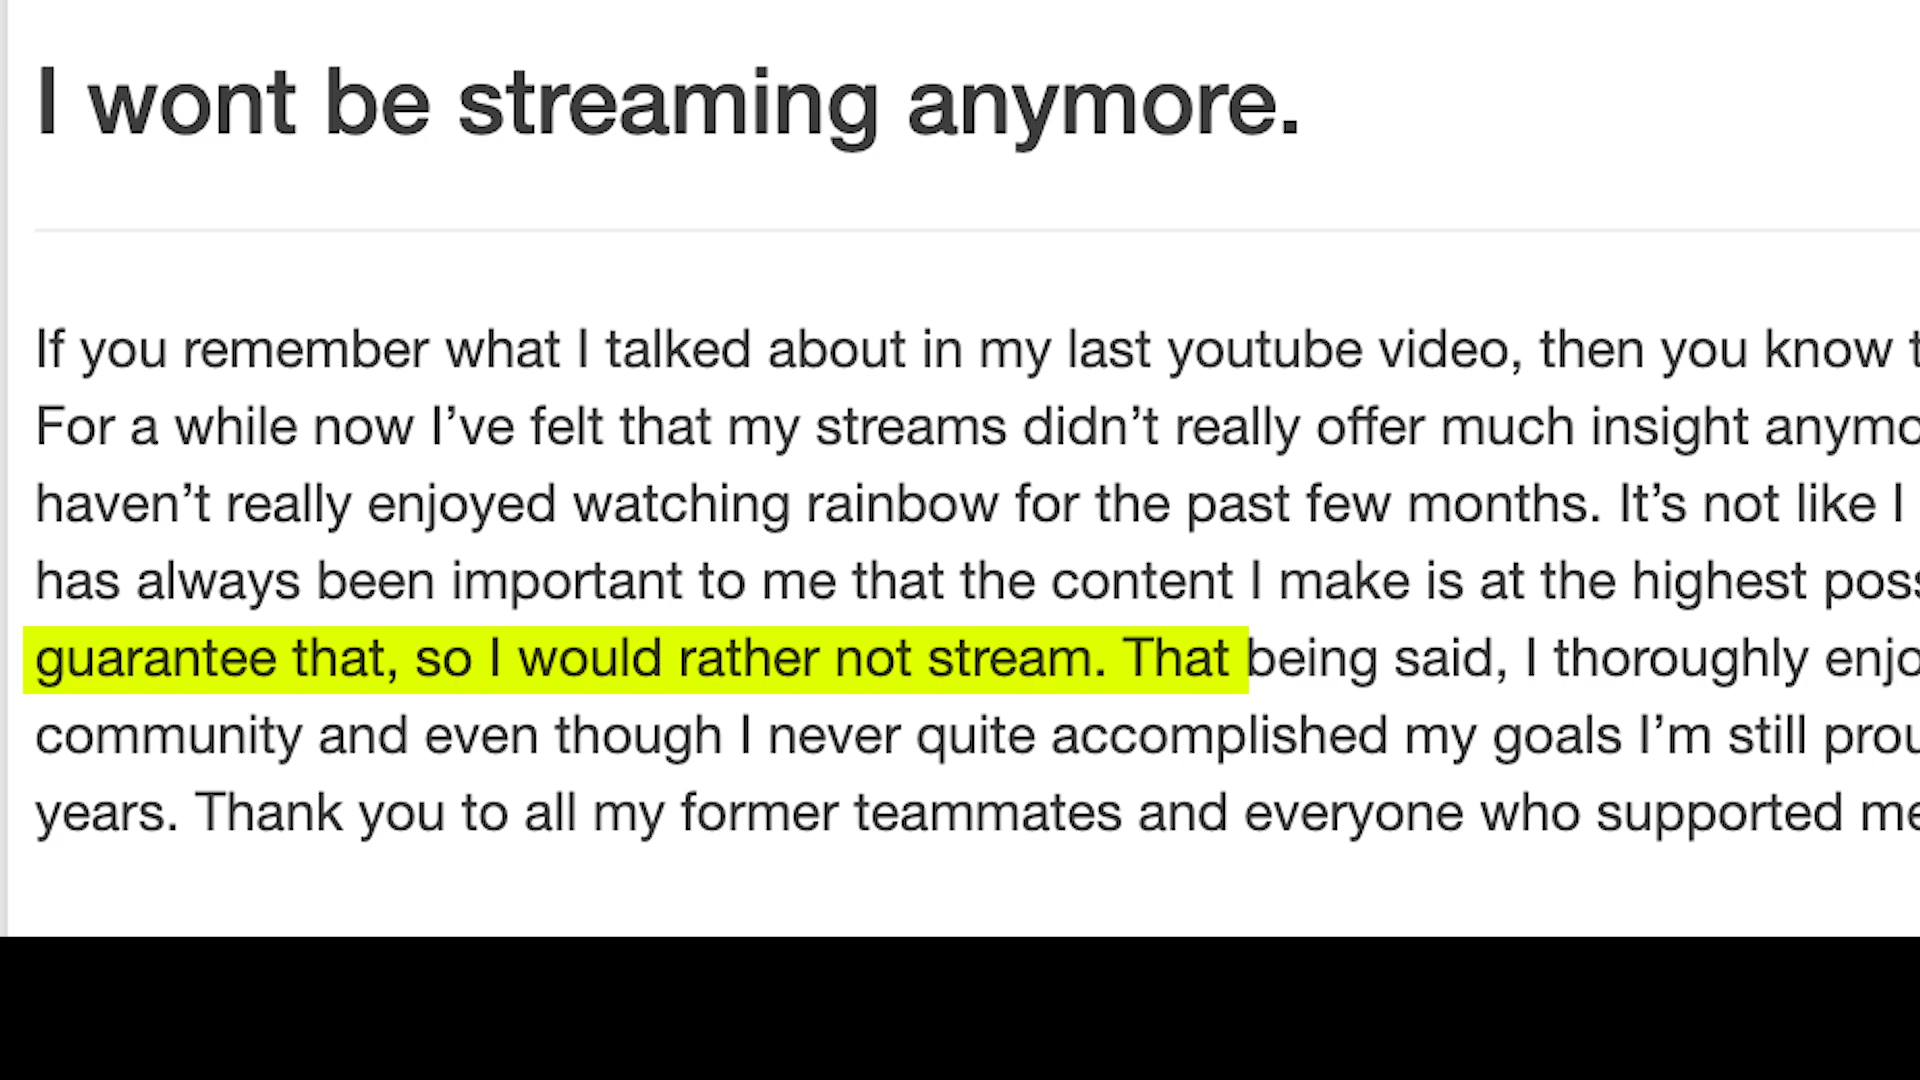 I wont be streaming anymore.
If you remember what I talked about in my last youtube video, then you know
For a while now I’ve felt that my streams didn’t really offer much insight
haven’t really enjoyed watching rainbow for the past few months. It’s not like I
has always been important to me that the content I make is at the highest
guarantee that, so I would rather not stream. That being said, I thoroughly
community and even though I never quite accomplished my goals I’m still
years. Thank you to all my former teammates and everyone who supported